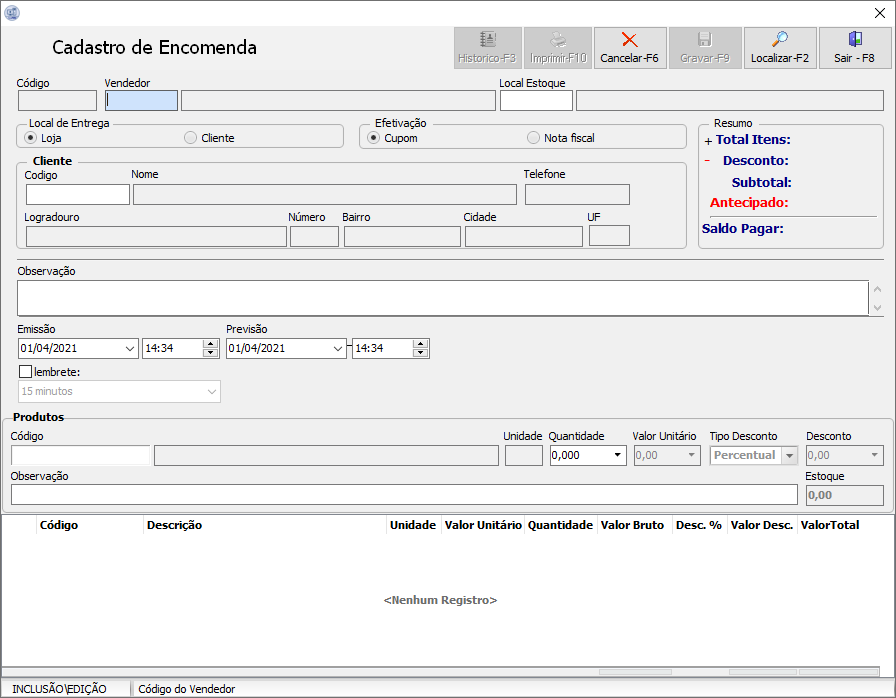 Cadastro de Encomenda
Historico-F3 Imprimir-F10 Cancelar-F6 Gravar-F9 Localizar-F2 Sair - F8
Código Vendedor Local Estoque
Local de Entrega Efetivação Resumo
Loja Cliente Cupom Nota fiscal + Total Itens:
- Desconto:
Subtotal:
Antecipado:
Saldo Pagar:
Cliente
Codigo Nome Telefone
Logradouro Número Bairro Cidade UF
Observação
Emissão Previsão
01/04/2021 14:34 01/04/2021 14:34
lembrete:
15 minutos
Produtos
Código Unidade Quantidade Valor Unitário Tipo Desconto Desconto
0,000 0,00 Percentual 0,00
Observação Estoque
0,00
Código Descrição Unidade Valor Unitário Quantidade Valor Bruto Desc. % Valor Desc. ValorTotal
<Nenhum Registro>
INCLUSÃO\EDIÇÃO Código do Vendedor